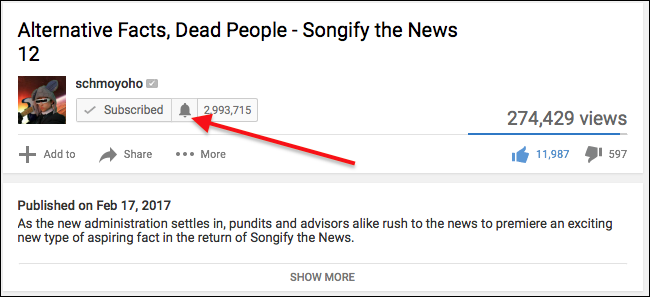 Alternative Facts, Dead People - Songify the News
12
schmoyoho
Subscribed 2,993,715
274,429 views
Add to Share More 11,987 597
Published on Feb 17, 2017
As the new administration settles in, pundits and advisors alike rush to the news to premiere an exciting
new type of aspiring fact in the return of Songify the News.
SHOW MORE